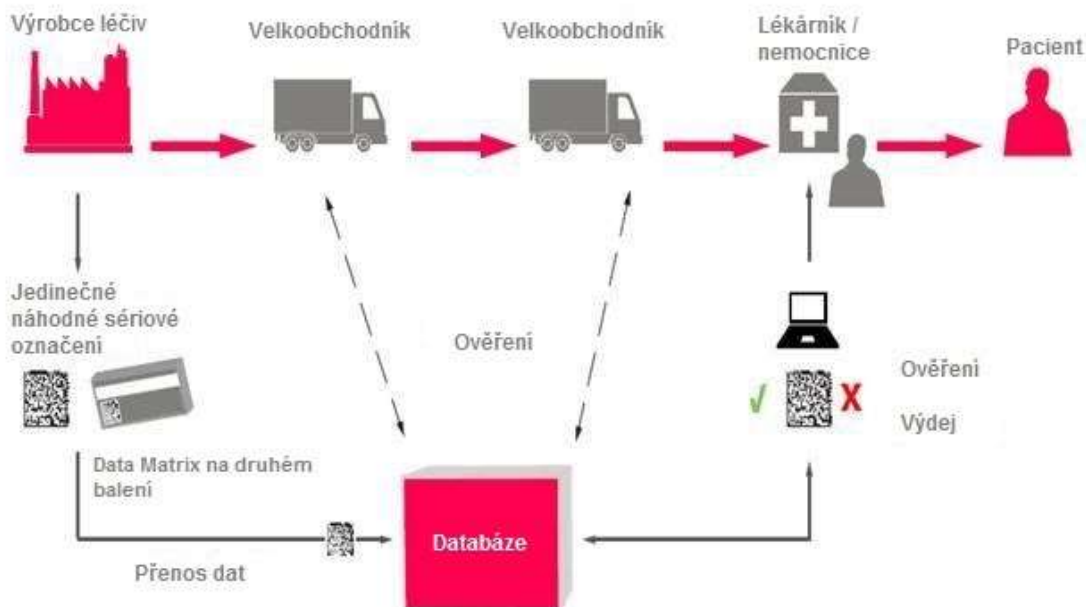 Výrobce léčiv
Velkoobchodník
Velkoobchodník
Lékárník /
nemocnice
Pacient
Jedinečné
náhodné sériové
označení
Ověření
Ověření
Výdej
Data Matrix na druhém
balení
Databáze
Přenos dat